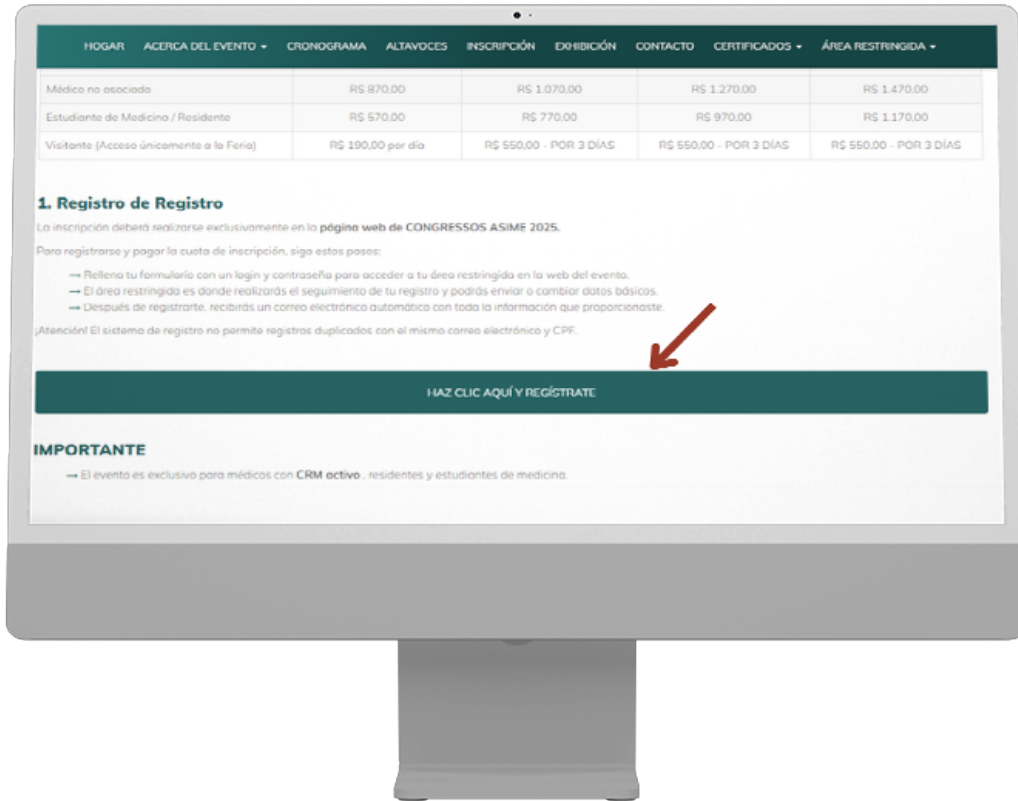 HOGAR ACERCA DEL EVENTO CRONOGRAMA ALTAVOCES INSCRIPCIÓN EXHIBICIÓN CONTACTO CERTIFICADOS ÁREA RESTRINGIDA
Médico no asociado R$ 870,00 R$ 1.070,00 R$ 1.270,00 R$ 1.470,00
Estudiante de Medicina / Residente R$ 570,00 R$ 770,00 R$ 970,00 R$ 1.170,00
Visitante (Acceso únicamente a la Feria) R$ 190,00 por día R$ 550,00 - POR 3 DÍAS R$ 550,00 - POR 3 DÍAS R$ 550,00 - POR 3 DÍAS
1. Registro de Registro
La inscripción deberá realizarse exclusivamente en la página web de CONGRESSOS ASIME 2025.
Para registrarse y pagar la cuota de inscripción, siga estos pasos:
→ Rellena tu formulario con un login y contraseña para acceder a tu área restringida en la web del evento.
→ El área restringida es donde realizarás el seguimiento de tu registro y podrás enviar o cambiar datos básicos.
→ Después de registrarte, recibirás un correo electrónico automático con toda la información que proporcionaste.
¡Atención! El sistema de registro no permite registros duplicados con el mismo correo electrónico y CPF.
HAZ CLIC AQUÍ Y REGÍSTRATE
IMPORTANTE
→ El evento es exclusivo para médicos con CRM activo , residentes y estudiantes de medicina.